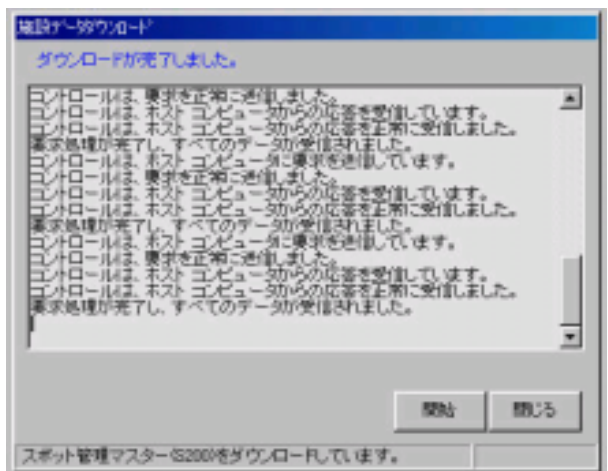 施設データダウンロード
ダウンロードが完了しました。
コントロールは、要求を正常に送信しました。
コントロールは、ホスト コンピュータからの応答を受信しています。
コントロールは、ホスト コンピュータからの応答を正常に受信しました。
要求処理が完了し、すべてのデータが受信されました。
コントロールは、ホスト コンピュータに要求を送信しています。
コントロールは、要求を正常に送信しました。
コントロールは、ホスト コンピュータからの応答を受信しています。
コントロールは、ホスト コンピュータからの応答を正常に受信しました。
要求処理が完了し、すべてのデータが受信されました。
コントロールは、ホスト コンピュータに要求を送信しています。
コントロールは、要求を正常に送信しました。
コントロールは、ホスト コンピュータからの応答を受信しています。
コントロールは、ホスト コンピュータからの応答を正常に受信しました。
要求処理が完了し、すべてのデータが受信されました。
開始 閉じる
スポット管理マスター(S200)をダウンロードしています。